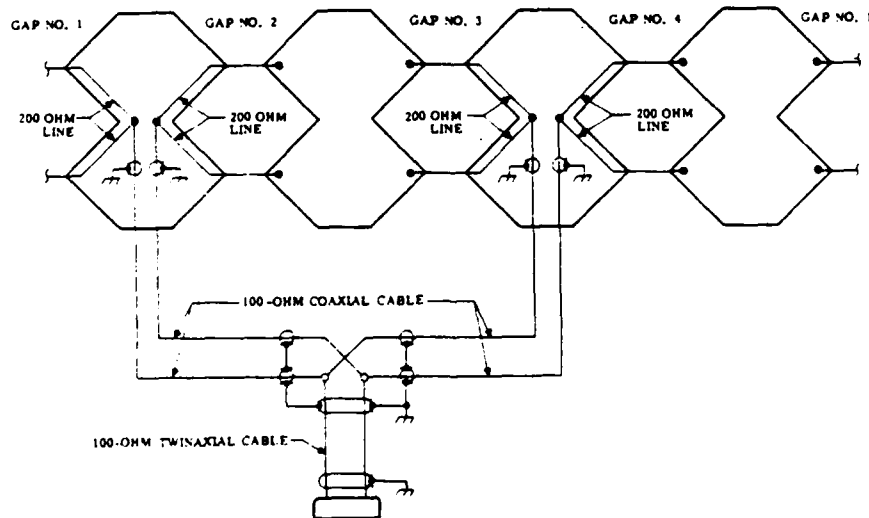 GAP NO. 1
GAP NO. 2
GAP NO. 3
GAP NO. 4
GAP NO.
200 OHM
LINE
200 OHM
LINE
200 OHM
LINE
200 OHM
LINE
100-OHM COAXIAL CABLE
100-OHM TWINAXIAL CABLE